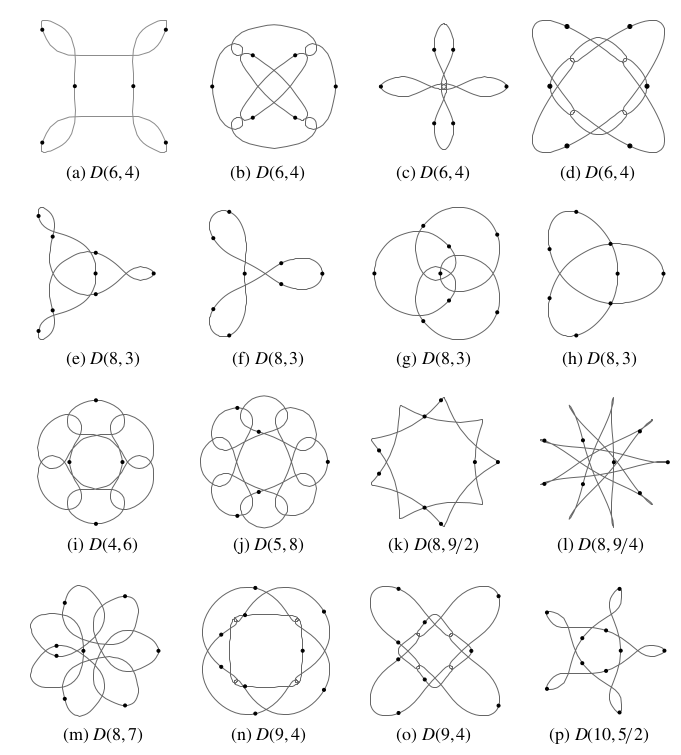 (a) D(6, 4) (b) D(6, 4) (c) D(6, 4) (d) D(6, 4)
(e) D(8, 3) (f) D(8, 3) (g) D(8, 3) (h) D(8, 3)
(i) D(4, 6) (j) D(5, 8) (k) D(8, 9/2) (l) D(8, 9/4)
(m) D(8, 7) (n) D(9, 4) (o) D(9, 4) (p) D(10, 5/2)